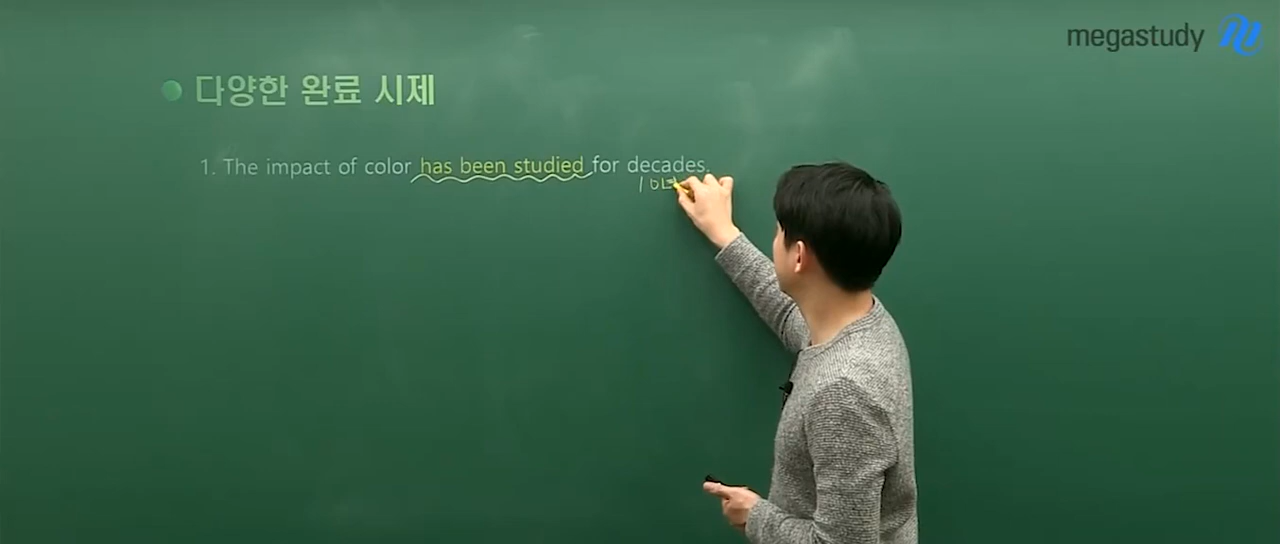 megastudy
다양한 완료 시제
1. The impact of color has been studied for decades.